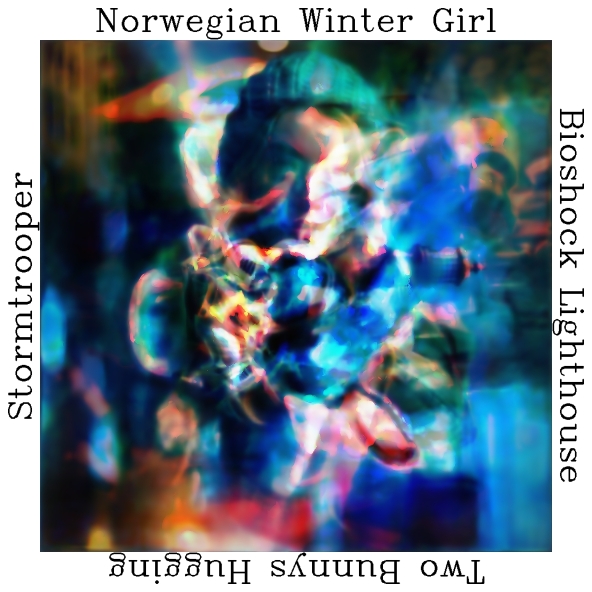 Norwegian Winter Girl
Stormtrooper
Bioshock Lighthouse
Two Bunnys Hugging